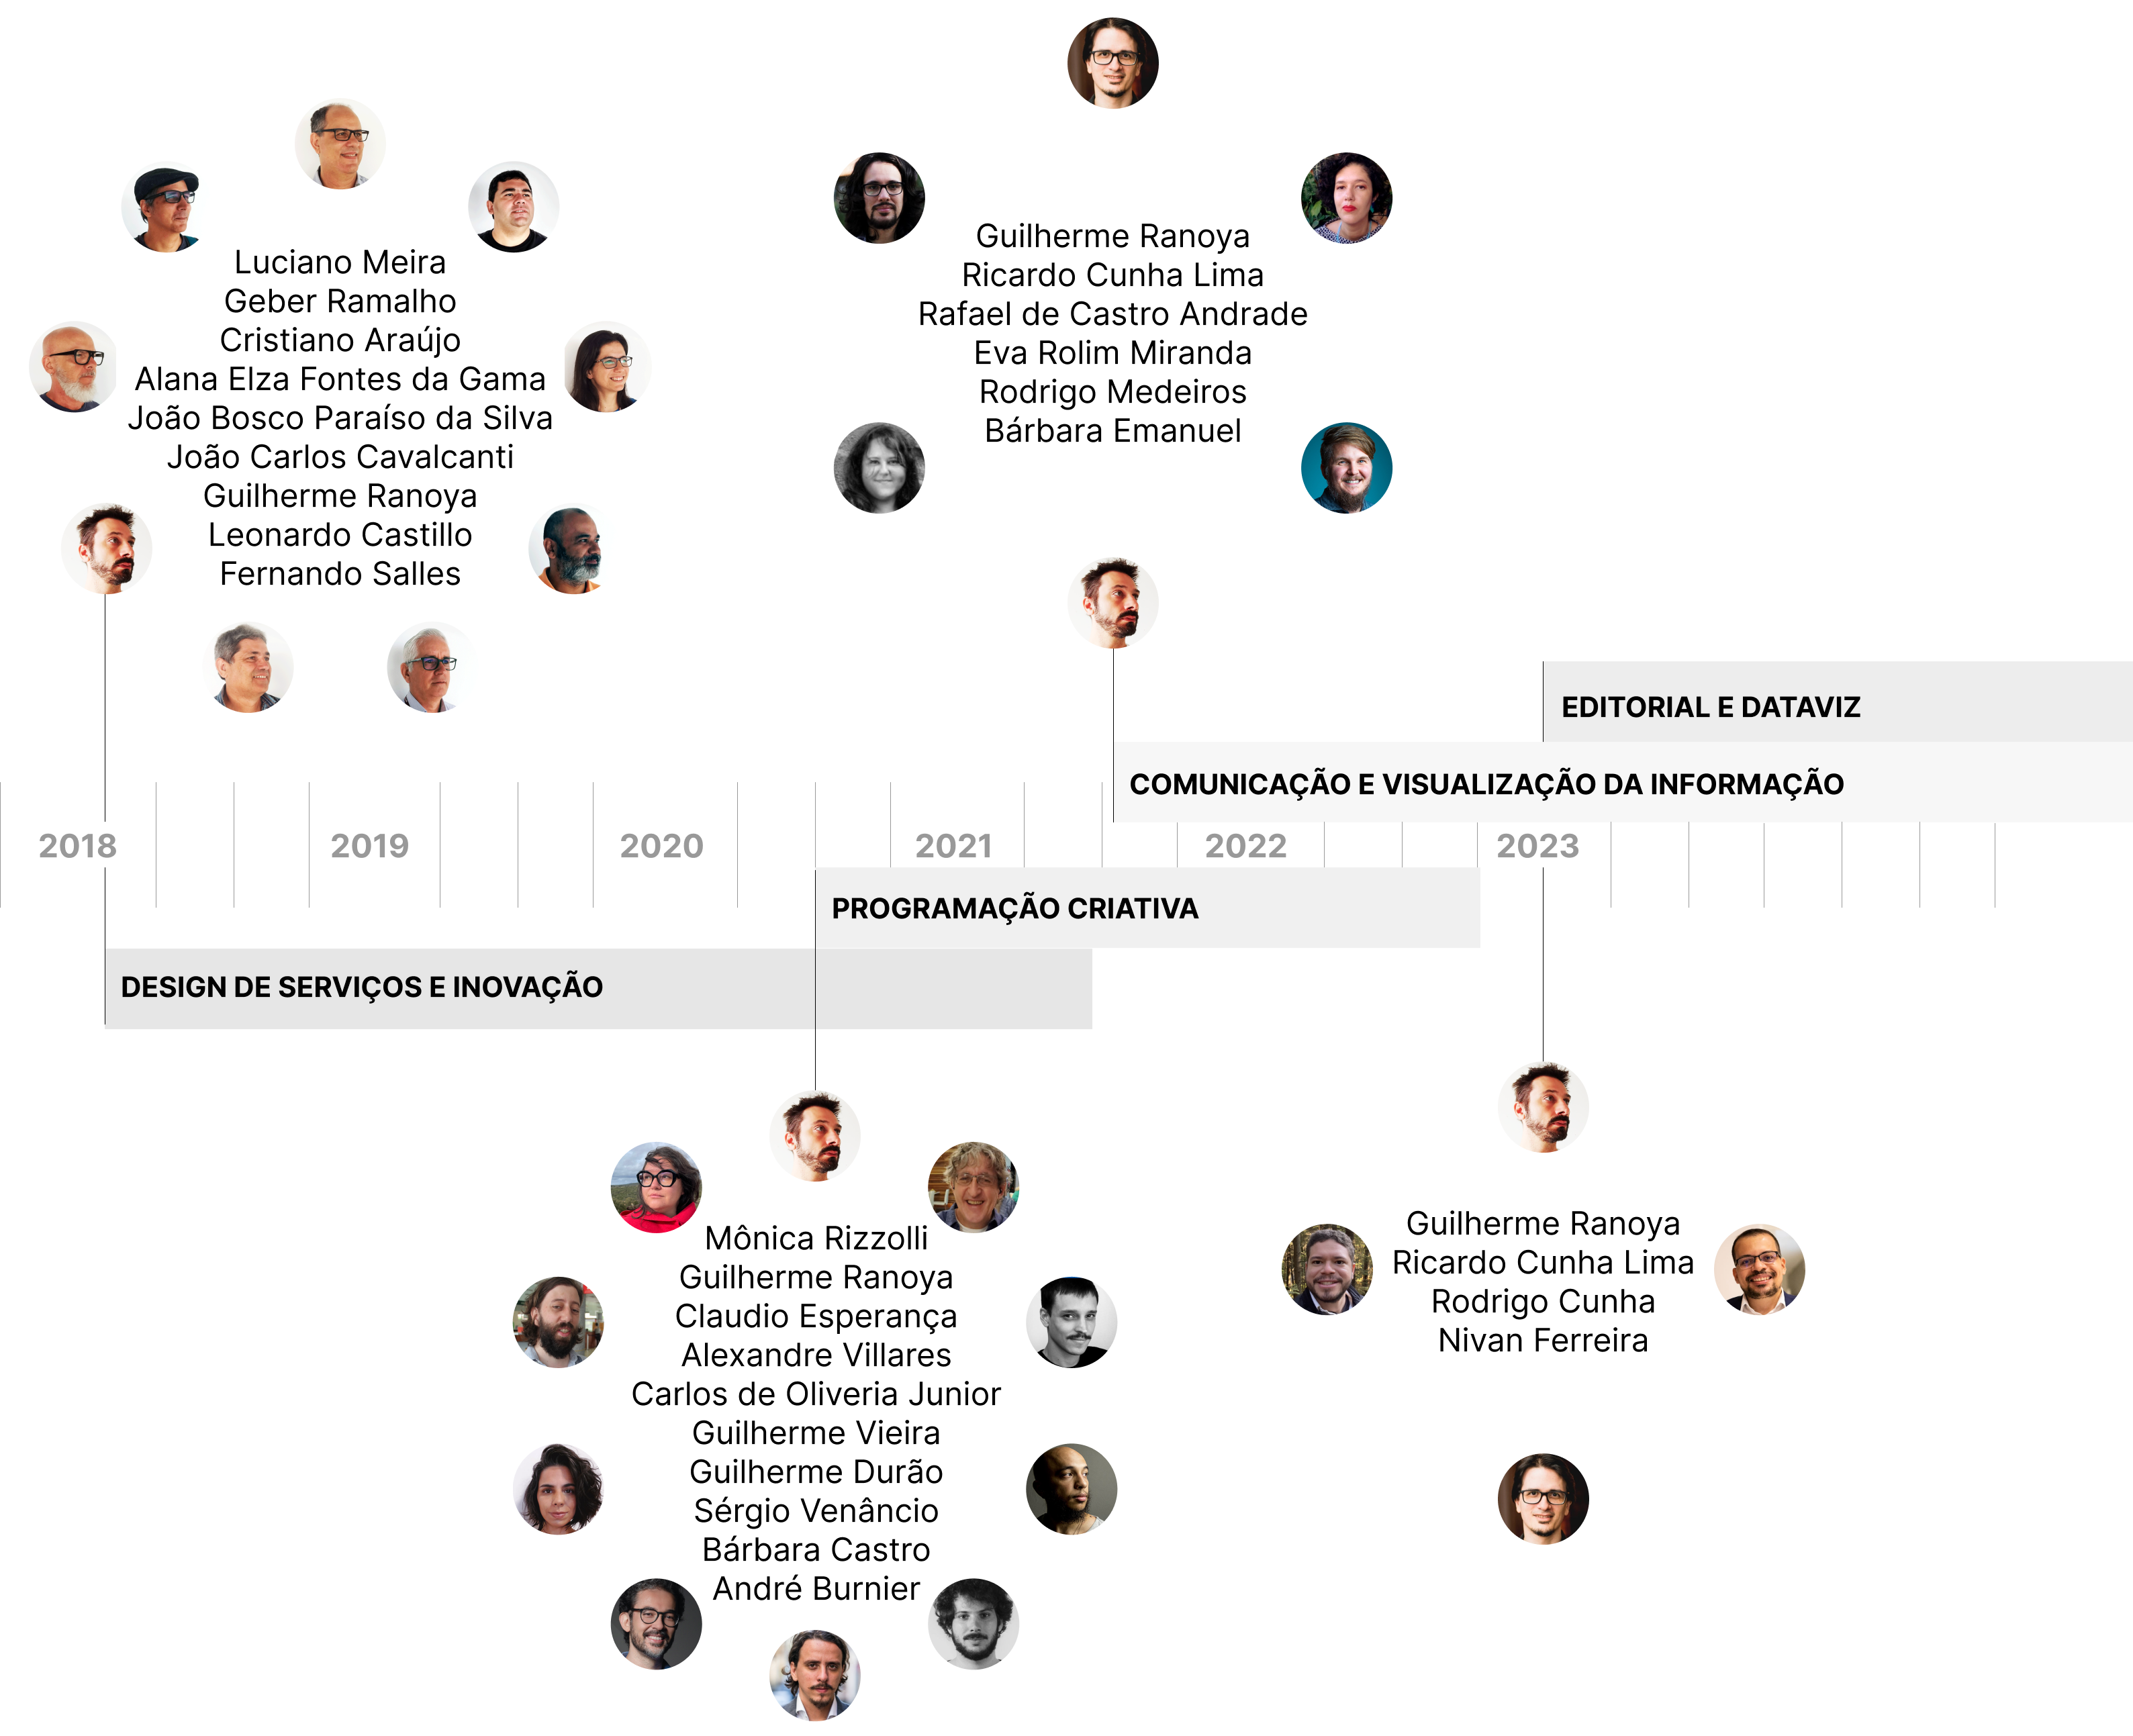 Luciano Meira
Geber Ramalho
Cristiano Araújo
Alana Elza Fontes da Gama
João Bosco Paraíso da Silva
João Carlos Cavalcanti
Guilherme Ranoya
Leonardo Castillo
Fernando Salles
Guilherme Ranoya
Ricardo Cunha Lima
Rafael de Castro Andrade
Eva Rolim Miranda
Rodrigo Medeiros
Bárbara Emanuel
EDITORIAL E DATAVIZ
COMUNICAÇÃO E VISUALIZAÇÃO DA INFORMAÇÃO
2018 2019 2020 2021 2022 2023
PROGRAMAÇÃO CRIATIVA
DESIGN DE SERVIÇOS E INOVAÇÃO
Mônica Rizzolli
Guilherme Ranoya
Claudio Esperança
Alexandre Villares
Carlos de Oliveria Junior
Guilherme Vieira
Guilherme Durão
Sérgio Venâncio
Bárbara Castro
André Burnier
Guilherme Ranoya
Ricardo Cunha Lima
Rodrigo Cunha
Nivan Ferreira